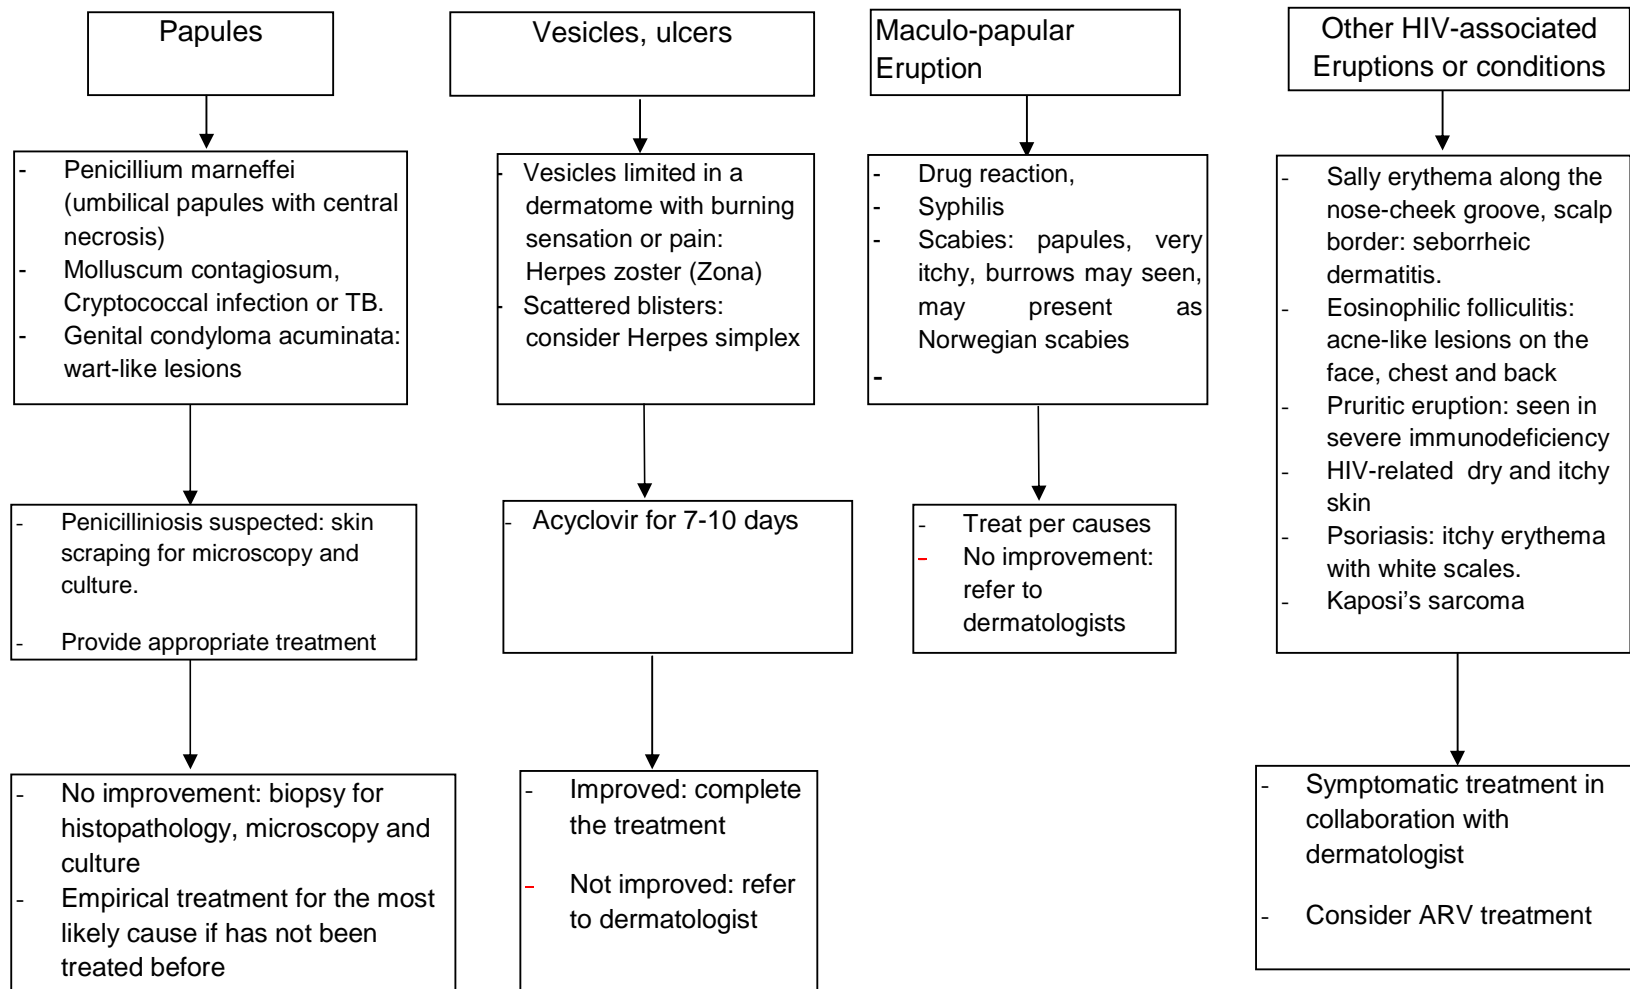 Papules
- Penicillium marneffei
(umbilical papules with central
necrosis)
- Molluscum contagiosum,
Cryptococcal infection or TB.
- Genital condyloma acuminata:
wart-like lesions
- Penicilliniosis suspected: skin
scraping for microscopy and
culture.
- Provide appropriate treatment
- No improvement: biopsy for
histopathology, microscopy and
culture
- Empirical treatment for the most
likely cause if has not been
treated before
Vesicles, ulcers
- Vesicles limited in a
dermatome with burning
sensation or pain:
Herpes zoster (Zona)
- Scattered blisters:
consider Herpes simplex
- Acyclovir for 7-10 days
- Improved: complete
the treatment
- Not improved: refer
to dermatologist
Maculo-papular
Eruption
- Drug reaction,
- Syphilis
- Scabies: papules, very
itchy, burrows may seen,
may present as
Norwegian scabies
-
- Treat per causes
- No improvement:
refer to
dermatologists
Other HIV-associated
Eruptions or conditions
- Sally erythema along the
nose-cheek groove, scalp
border: seborrheic
dermatitis.
- Eosinophilic folliculitis:
acne-like lesions on the
face, chest and back
- Pruritic eruption: seen in
severe immunodeficiency
- HIV-related dry and itchy
skin
- Psoriasis: itchy erythema
with white scales.
- Kaposi's sarcoma
- Symptomatic treatment in
collaboration with
dermatologist
- Consider ARV treatment